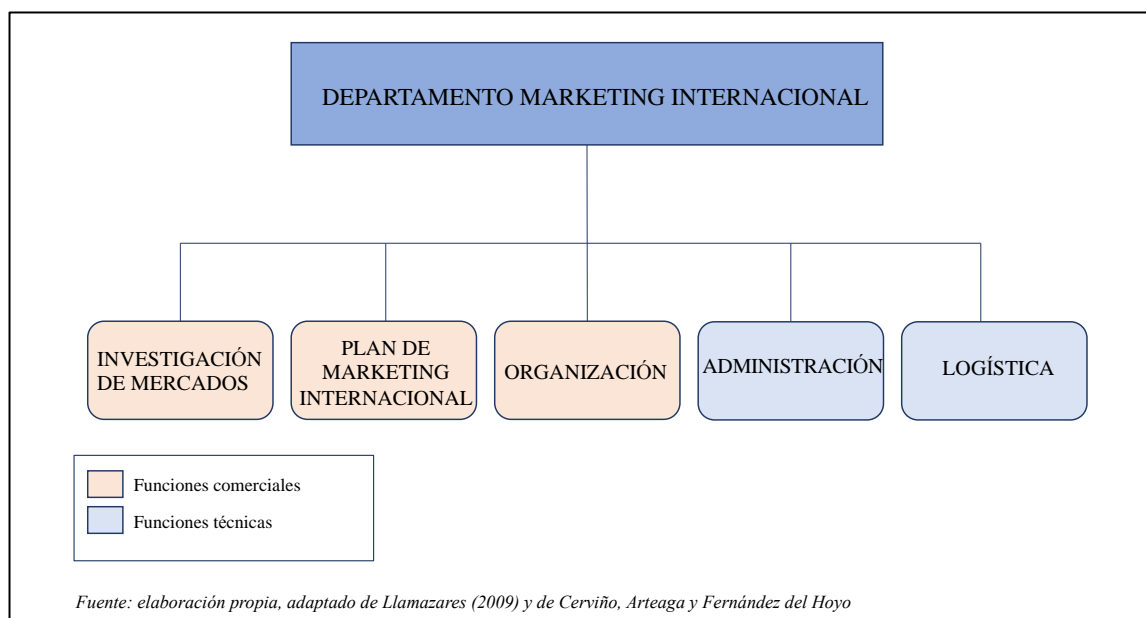 DEPARTAMENTO MARKETING INTERNACIONAL
INVESTIGACIÓN
DE MERCADOS
PLAN DE
MARKETING
INTERNACIONAL
ORGANIZACIÓN
ADMINISTRACIÓN
LOGÍSTICA
Funciones comerciales
Funciones técnicas
Fuente: elaboración propia, adaptado de Llamazares (2009) y de Cerviño, Arteaga y Fernández del Hoyo